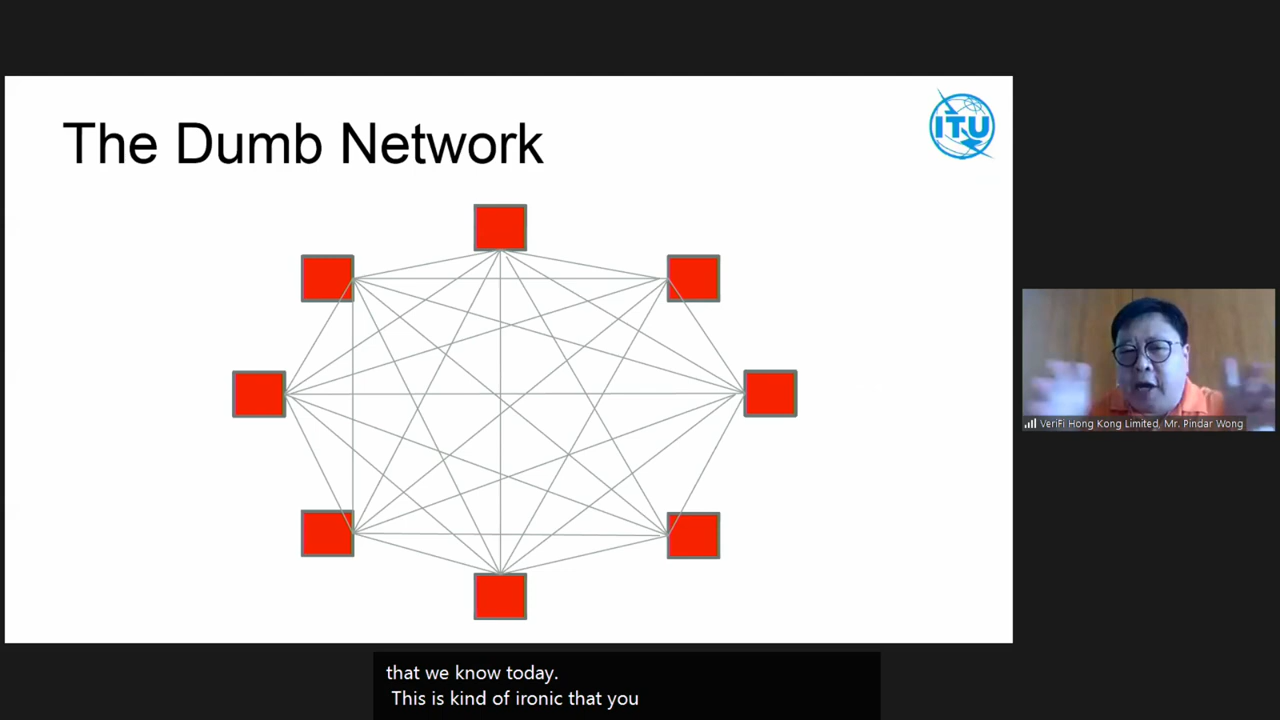 The Dumb Network
ITU
VeriFi Hong Kong Limited, Mr. Pindar Wong
that we know today.
This is kind of ironic that you